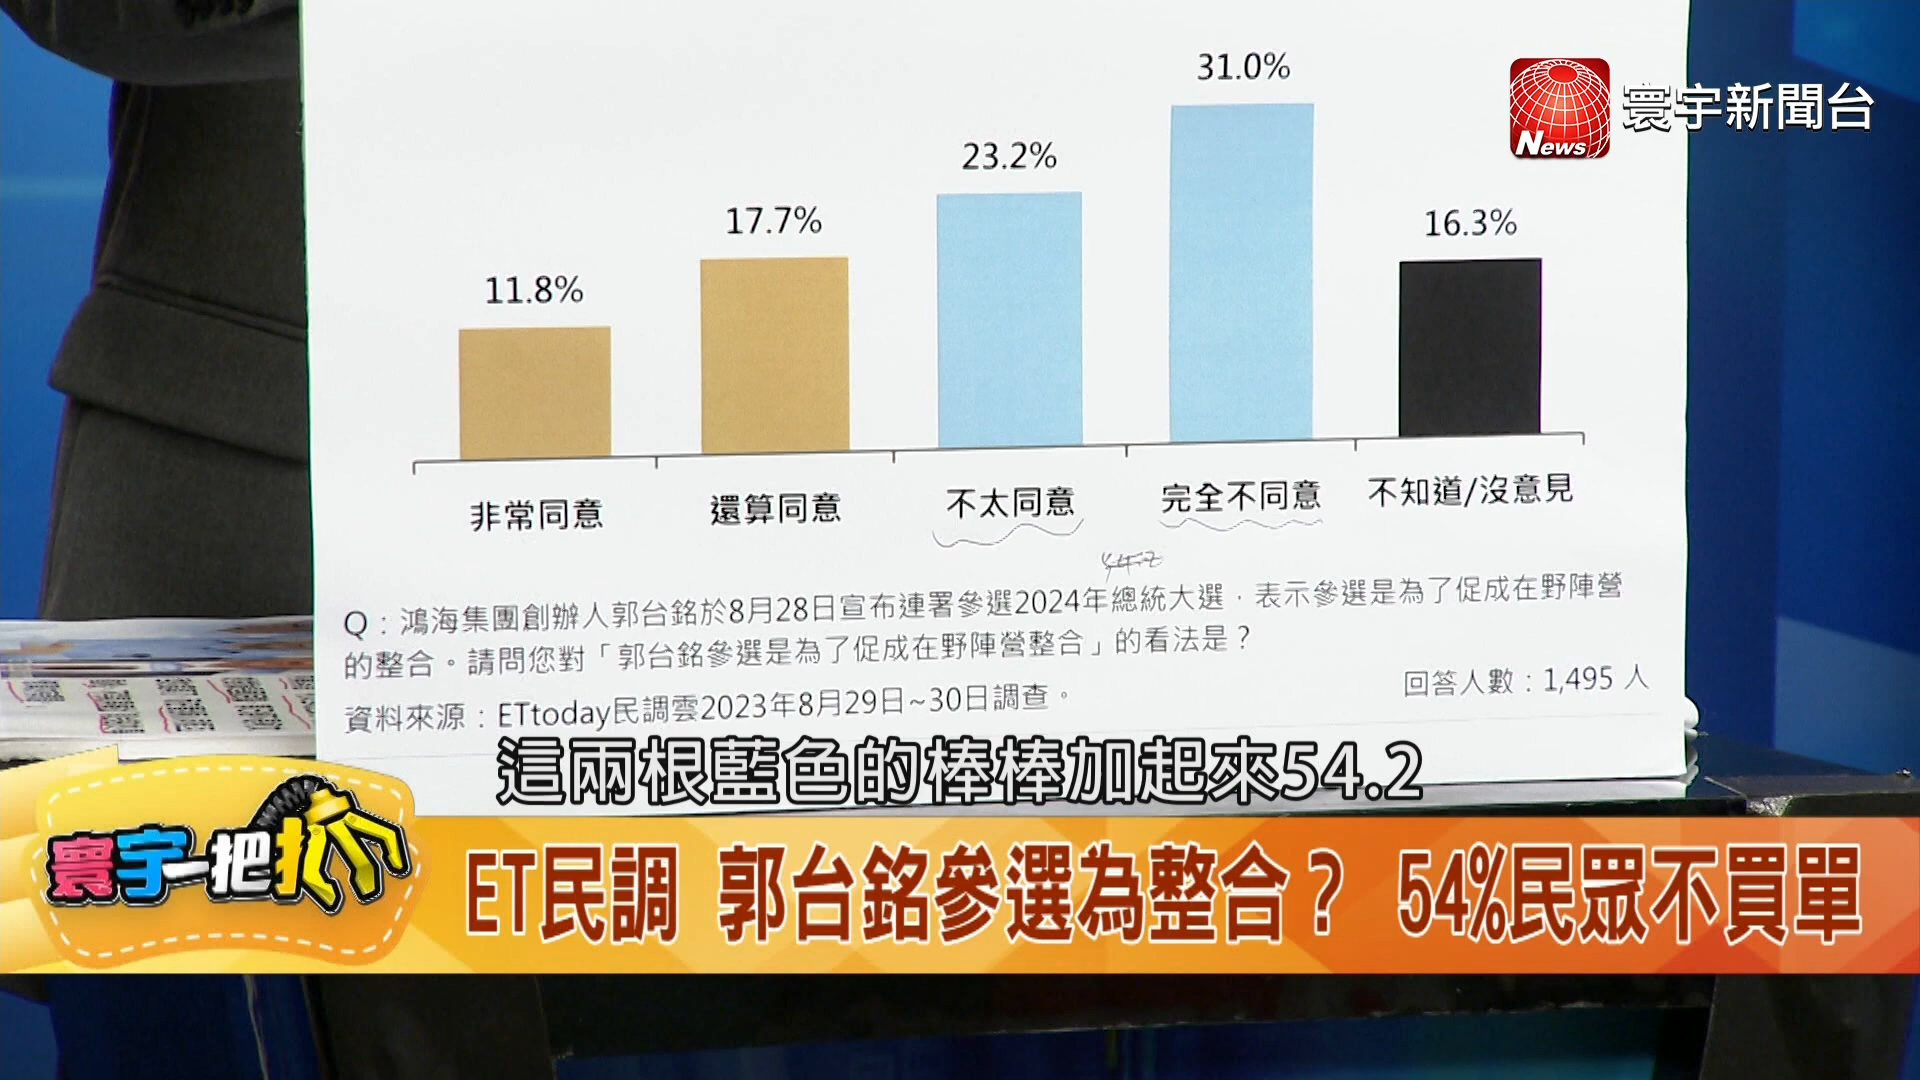 31.0%
23.2%
17.7%
16.3%
11.8%
非常同意
還算同意
不太同意
完全不同意
不知道/沒意見
Q：鴻海集團創辦人郭台銘於8月28日宣布連署參選2024年總統大選，表示參選是為了促成在野陣營
的整合。請問您對「郭台銘參選是為了促成在野陣營整合」的看法是？
回答人數：1,495 人
資料來源：ETtoday民調雲2023年8月29日~30日調查。
News
寰宇新聞台
這兩根藍色的棒棒加起來54.2
寰宇一把抓
ET民調 郭台銘參選為整合？ 54%民眾不買單